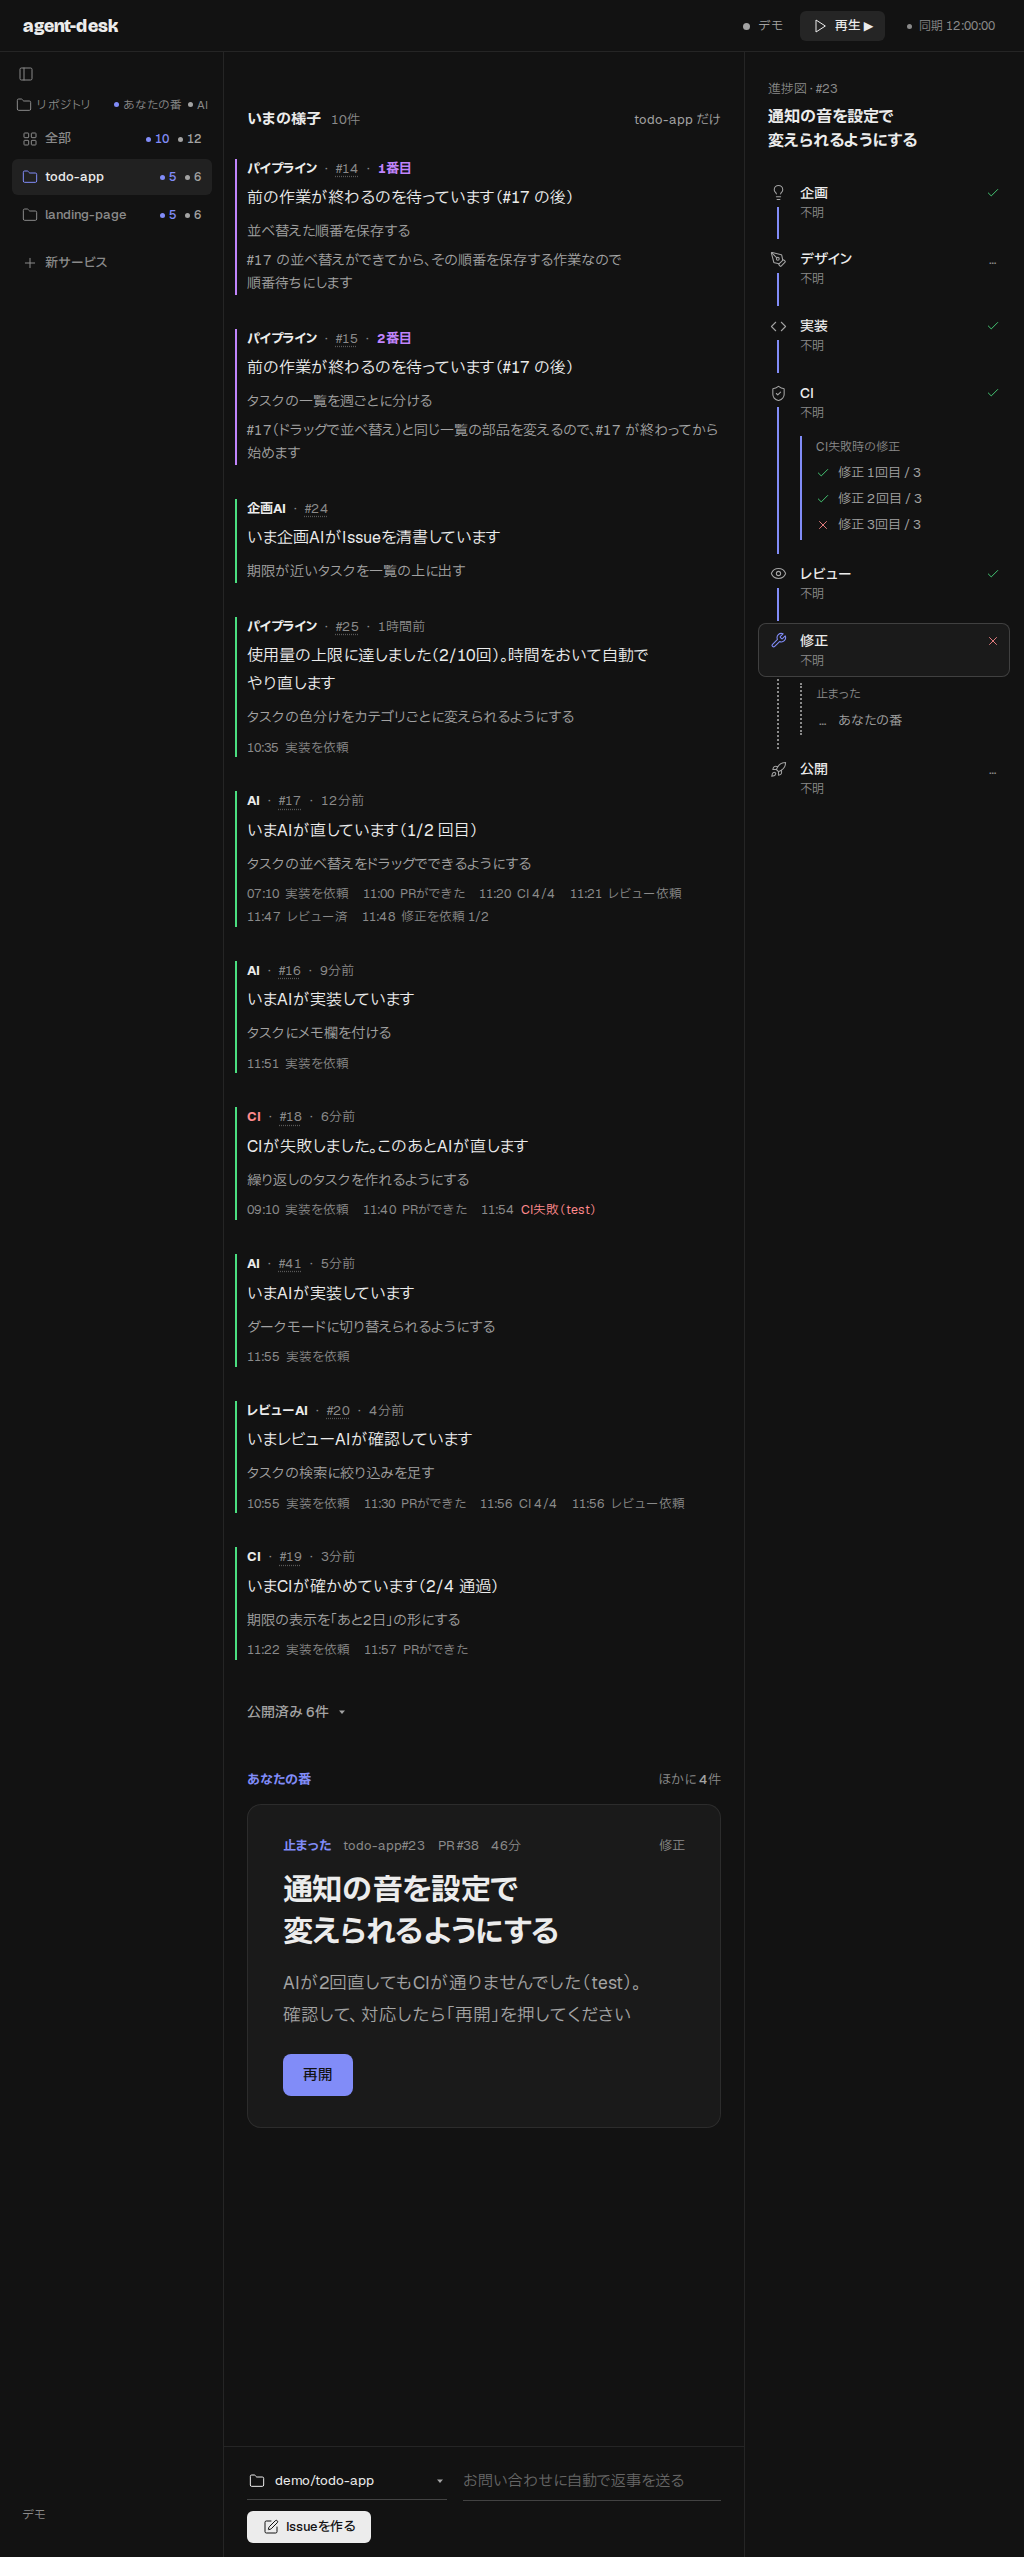 agent-desk
デモ
再生 ▶
同期 12:00:00
リポジトリ
あなたの番
AI
全部
10
12
todo-app
5
6
landing-page
5
6
新サービス
デモ
いまの様子 10件
todo-app だけ
パイプライン · #14 · 1番目
前の作業が終わるのを待っています（#17 の後）
並べ替えた順番を保存する
#17 の並べ替えができてから、その順番を保存する作業なので
順番待ちにします
パイプライン · #15 · 2番目
前の作業が終わるのを待っています（#17 の後）
タスクの一覧を週ごとに分ける
#17（ドラッグで並べ替え）と同じ一覧の部品を変えるので、#17 が終わってから
始めます
企画AI · #24
いま企画AIがIssueを清書しています
期限が近いタスクを一覧の上に出す
パイプライン · #25 · 1時間前
使用量の上限に達しました（2/10回）。時間をおいて自動で
やり直します
タスクの色分けをカテゴリごとに変えられるようにする
10:35 実装を依頼
AI · #17 · 12分前
いまAIが直しています（1/2 回目）
タスクの並べ替えをドラッグでできるようにする
07:10 実装を依頼 11:00 PRができた 11:20 CI 4/4 11:21 レビュー依頼
11:47 レビュー済 11:48 修正を依頼 1/2
AI · #16 · 9分前
いまAIが実装しています
タスクにメモ欄を付ける
11:51 実装を依頼
CI · #18 · 6分前
CIが失敗しました。このあとAIが直します
繰り返しのタスクを作れるようにする
09:10 実装を依頼 11:40 PRができた 11:54 CI失敗（test）
AI · #41 · 5分前
いまAIが実装しています
ダークモードに切り替えられるようにする
11:55 実装を依頼
レビューAI · #20 · 4分前
いまレビューAIが確認しています
タスクの検索に絞り込みを足す
10:55 実装を依頼 11:30 PRができた 11:56 CI 4/4 11:56 レビュー依頼
CI · #19 · 3分前
いまCIが確かめています（2/4 通過）
期限の表示を「あと2日」の形にする
11:22 実装を依頼 11:57 PRができた
公開済み 6件
あなたの番
ほかに 4件
止まった todo-app#23 PR #38 46分
修正
通知の音を設定で
変えられるようにする
AIが2回直してもCIが通りませんでした（test）。
確認して、対応したら「再開」を押してください
再開
demo/todo-app
お問い合わせに自動で返事を送る
Issueを作る
進捗図 · #23
通知の音を設定で
変えられるようにする
企画
不明
デザイン
...
不明
実装
不明
CI
不明
CI失敗時の修正
修正 1回目 / 3
修正 2回目 / 3
修正 3回目 / 3
レビュー
不明
修正
不明
止まった
... あなたの番
公開
...
不明